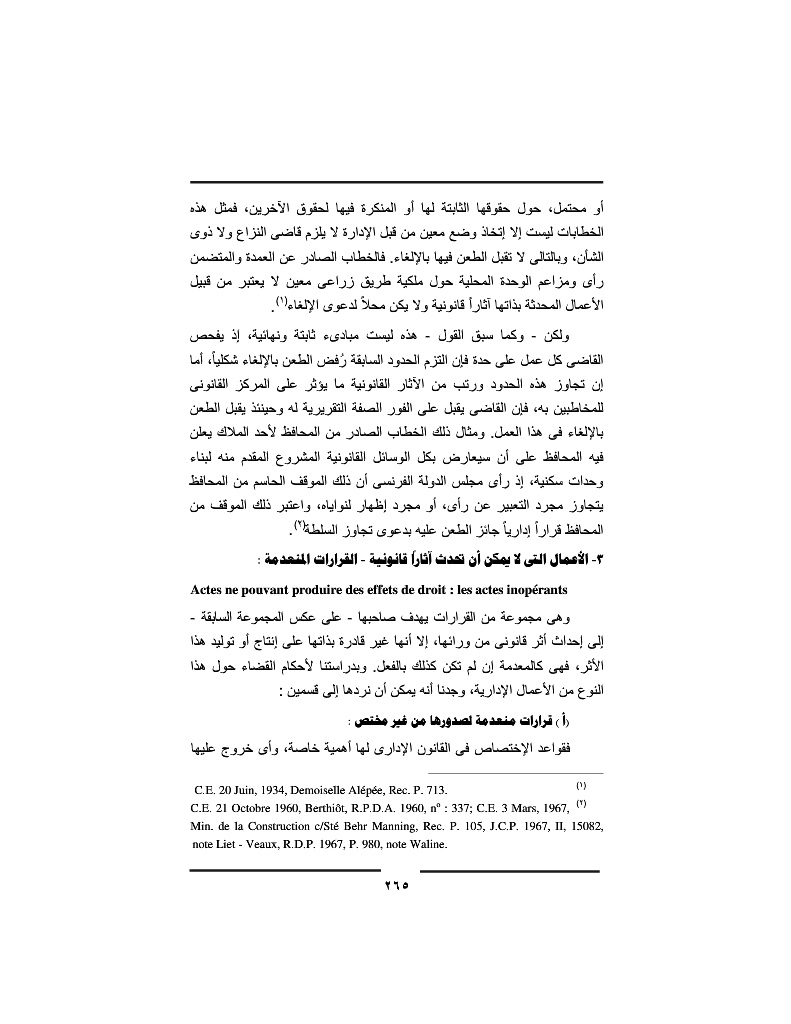 أو محتمل، حول حقوقها الثابتة لها أو المنكرة فيها لحقوق الآخرين، فمثل هذه
الخطابات ليست إلا إتخاذ وضع معين من قبل الإدارة لا يلزم قاضى النزاع ولا ذوى
الشأن، وبالتالى لا تقبل الطعن فيها بالإلغاء. فالخطاب الصادر عن العمدة والمتضمن
رأى ومزاعم الوحدة المحلية حول ملكية طريق زراعى معين لا يعتبر من قبيل
الأعمال المحدثة بذاتها آثاراً قانونية ولا يكن محلاً لدعوى الإلغاء(١).
ولكن - وكما سبق القول - هذه ليست مبادىء ثابتة ونهائية، إذ يفحص
القاضى كل عمل على حدة فإن التزم الحدود السابقة رُفض الطعن بالإلغاء شكلياً، أما
إن تجاوز هذه الحدود ورتب من الآثار القانونية ما يؤثر على المركز القانونى
للمخاطبين به، فإن القاضى يقبل على الفور الصفة التقريرية له وحينئذ يقبل الطعن
بالإلغاء فى هذا العمل. ومثال ذلك الخطاب الصادر من المحافظ لأحد الملاك يعلن
فيه المحافظ على أن سيعارض بكل الوسائل القانونية المشروع المقدم منه لبناء
وحدات سكنية، إذ رأى مجلس الدولة الفرنسى أن ذلك الموقف الحاسم من المحافظ
يتجاوز مجرد التعبير عن رأى، أو مجرد إظهار لنواياه، واعتبر ذلك الموقف من
المحافظ قراراً إدارياً جائز الطعن عليه بدعوى تجاوز السلطة(٢).
٣- الأعمال التى لا يمكن أن تحدث آثاراً قانونية - القرارات المنعدمة :
Actes ne pouvant produire des effets de droit : les actes inopérants
وهى مجموعة من القرارات يهدف صاحبها - على عكس المجموعة السابقة -
إلى إحداث أثر قانونى من ورائها، إلا أنها غير قادرة بذاتها على إنتاج أو توليد هذا
الأثر، فهى كالمعدمة إن لم تكن كذلك بالفعل. وبدراستنا لأحكام القضاء حول هذا
النوع من الأعمال الإدارية، وجدنا أنه يمكن أن نردها إلى قسمين :
(أ) قرارات منعدمة لصدورها من غير مختص :
فقواعد الإختصاص فى القانون الإدارى لها أهمية خاصة، وأى خروج عليها
(١) C.E. 20 Juin, 1934, Demoiselle Alépée, Rec. P. 713.
(٢) C.E. 21 Octobre 1960, Berthiôt, R.P.D.A. 1960, nº : 337; C.E. 3 Mars, 1967,
Min. de la Construction c/Sté Behr Manning, Rec. P. 105, J.C.P. 1967, II, 15082,
note Liet - Veaux, R.D.P. 1967, P. 980, note Waline.
٢٦٥